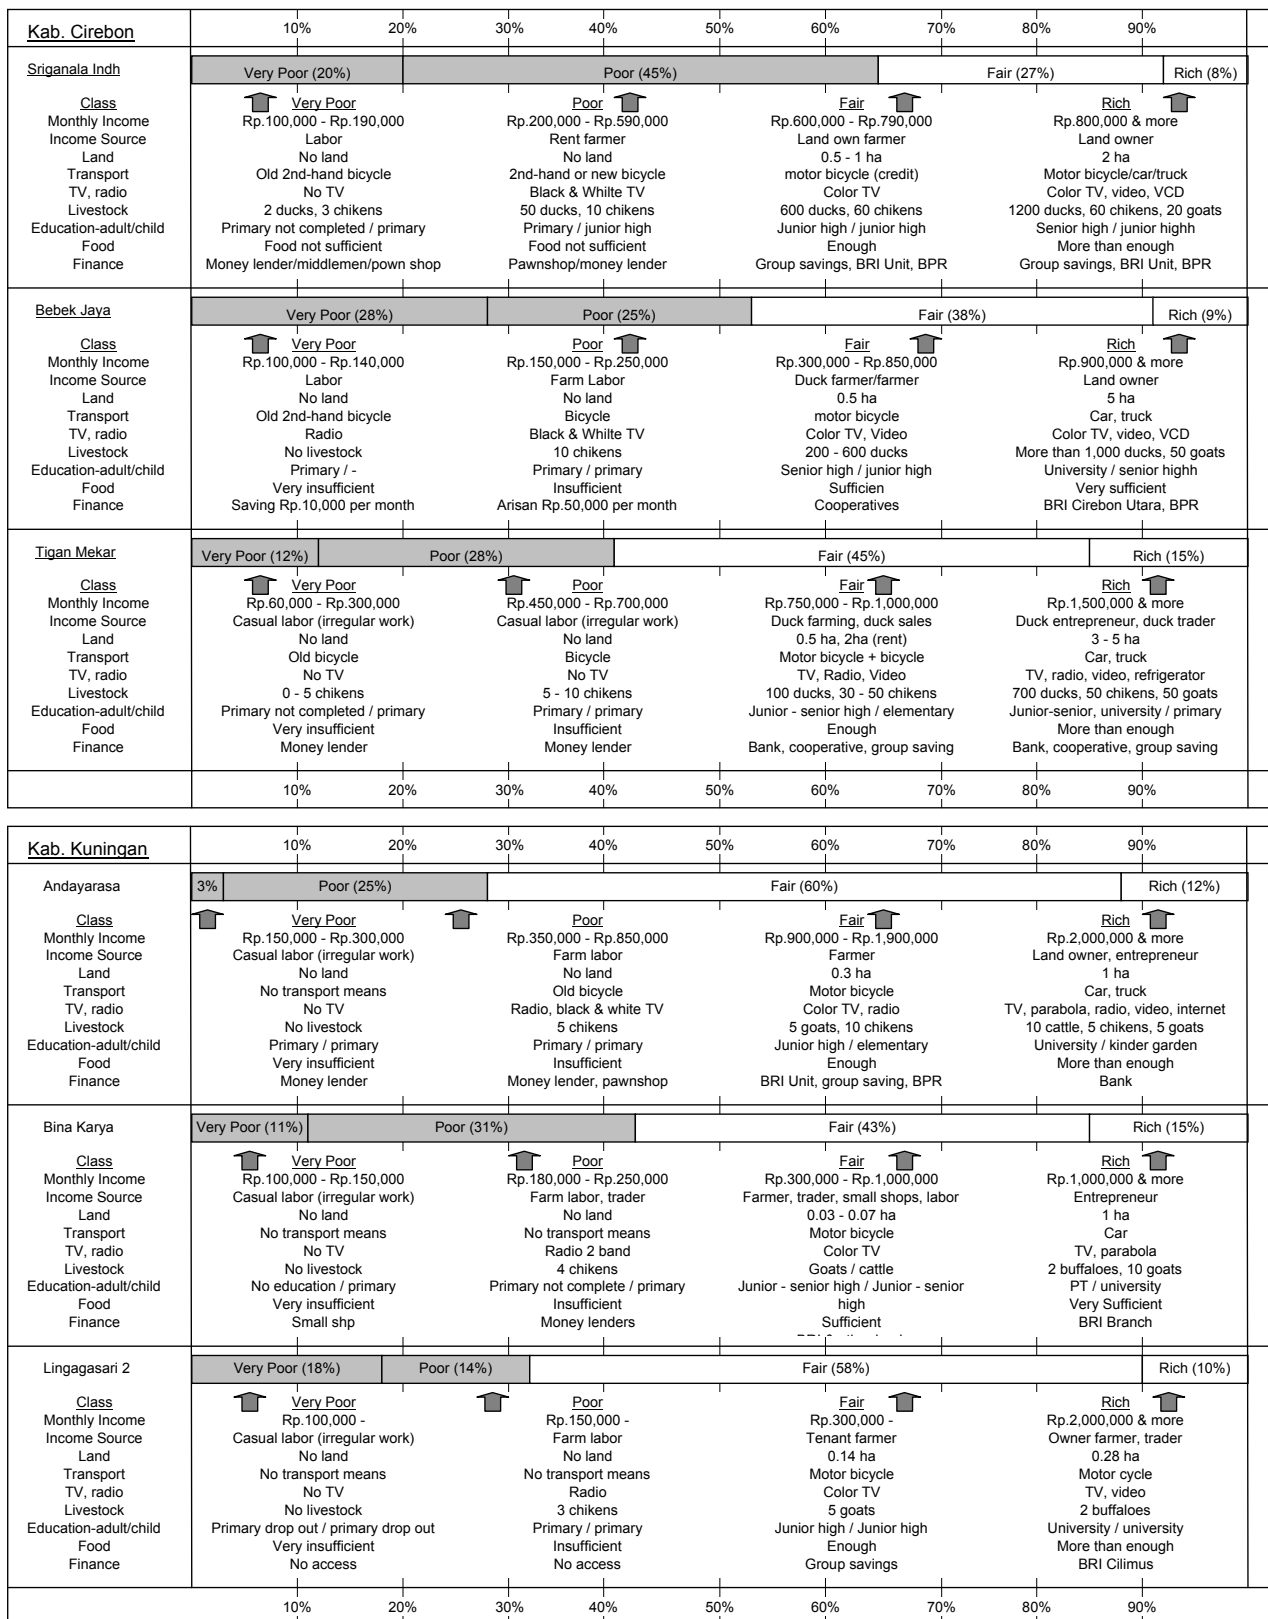 Kab. Cirebon 10% 20% 30% 40% 50% 60% 70% 80% 90%
Sriganala Indh Very Poor (20%) Poor (45%) Fair (27%) Rich (8%)
Class Very Poor Poor Fair Rich
Monthly Income Rp.100,000 - Rp.190,000 Rp.200,000 - Rp.590,000 Rp.600,000 - Rp.790,000 Rp.800,000 & more
Income Source Labor Rent farmer Land own farmer Land owner
Land No land No land 0.5 - 1 ha 2 ha
Transport Old 2nd-hand bicycle 2nd-hand or new bicycle motor bicycle (credit) Motor bicycle/car/truck
TV, radio No TV Black & Whilte TV Color TV Color TV, video, VCD
Livestock 2 ducks, 3 chikens 50 ducks, 10 chikens 600 ducks, 60 chikens 1200 ducks, 60 chikens, 20 goats
Education-adult/child Primary not completed / primary Primary / junior high Junior high / junior high Senior high / junior highh
Food Food not sufficient Food not sufficient Enough More than enough
Finance Money lender/middlemen/pown shop Pawnshop/money lender Group savings, BRI Unit, BPR Group savings, BRI Unit, BPR
Bebek Jaya Very Poor (28%) Poor (25%) Fair (38%) Rich (9%)
Class Very Poor Poor Fair Rich
Monthly Income Rp.100,000 - Rp.140,000 Rp.150,000 - Rp.250,000 Rp.300,000 - Rp.850,000 Rp.900,000 & more
Income Source Labor Farm Labor Duck farmer/farmer Land owner
Land No land No land 0.5 ha 5 ha
Transport Old 2nd-hand bicycle Bicycle motor bicycle Car, truck
TV, radio Radio Black & Whilte TV Color TV, Video Color TV, video, VCD
Livestock No livestock 10 chikens 200 - 600 ducks More than 1,000 ducks, 50 goats
Education-adult/child Primary / - Primary / primary Senior high / junior high University / senior highh
Food Very insufficient Insufficient Sufficien Very sufficient
Finance Saving Rp.10,000 per month Arisan Rp.50,000 per month Cooperatives BRI Cirebon Utara, BPR
Tigan Mekar Very Poor (12%) Poor (28%) Fair (45%) Rich (15%)
Class Very Poor Poor Fair Rich
Monthly Income Rp.60,000 - Rp.300,000 Rp.450,000 - Rp.700,000 Rp.750,000 - Rp.1,000,000 Rp.1,500,000 & more
Income Source Casual labor (irregular work) Casual labor (irregular work) Duck farming, duck sales Duck entrepreneur, duck trader
Land No land No land 0.5 ha, 2ha (rent) 3 - 5 ha
Transport Old bicycle Bicycle Motor bicycle + bicycle Car, truck
TV, radio No TV No TV TV, Radio, Video TV, radio, video, refrigerator
Livestock 0 - 5 chikens 5 - 10 chikens 100 ducks, 30 - 50 chikens 700 ducks, 50 chikens, 50 goats
Education-adult/child Primary not completed / primary Primary / primary Junior - senior high / elementary Junior-senior, university / primary
Food Very insufficient Insufficient Enough More than enough
Finance Money lender Money lender Bank, cooperative, group saving Bank, cooperative, group saving
10% 20% 30% 40% 50% 60% 70% 80% 90%
Kab. Kuningan 10% 20% 30% 40% 50% 60% 70% 80% 90%
Andayarasa 3% Poor (25%) Fair (60%) Rich (12%)
Class Very Poor Poor Fair Rich
Monthly Income Rp.150,000 - Rp.300,000 Rp.350,000 - Rp.850,000 Rp.900,000 - Rp.1,900,000 Rp.2,000,000 & more
Income Source Casual labor (irregular work) Farm labor Farmer Land owner, entrepreneur
Land No land No land 0.3 ha 1 ha
Transport No transport means Old bicycle Motor bicycle Car, truck
TV, radio No TV Radio, black & white TV Color TV, radio TV, parabola, radio, video, internet
Livestock No livestock 5 chikens 5 goats, 10 chikens 10 cattle, 5 chikens, 5 goats
Education-adult/child Primary / primary Primary / primary Junior high / elementary University / kinder garden
Food Very insufficient Insufficient Enough More than enough
Finance Money lender Money lender, pawnshop BRI Unit, group saving, BPR Bank
Bina Karya Very Poor (11%) Poor (31%) Fair (43%) Rich (15%)
Class Very Poor Poor Fair Rich
Monthly Income Rp.100,000 - Rp.150,000 Rp.180,000 - Rp.250,000 Rp.300,000 - Rp.1,000,000 Rp.1,000,000 & more
Income Source Casual labor (irregular work) Farm labor, trader Farmer, trader, small shops, labor Entrepreneur
Land No land No land 0.03 - 0.07 ha 1 ha
Transport No transport means No transport means Motor bicycle Car
TV, radio No TV Radio 2 band Color TV TV, parabola
Livestock No livestock 4 chikens Goats / cattle 2 buffaloes, 10 goats
Education-adult/child No education / primary Primary not complete / primary Junior - senior high / Junior - senior PT / university
Food Very insufficient Insufficient high Very Sufficient
Finance Small shp Money lenders Sufficient BRI Branch
Lingagasari 2 Very Poor (18%) Poor (14%) Fair (58%) Rich (10%)
Class Very Poor Poor Fair Rich
Monthly Income Rp.100,000 - Rp.150,000 - Rp.300,000 - Rp.2,000,000 & more
Income Source Casual labor (irregular work) Farm labor Tenant farmer Owner farmer, trader
Land No land No land 0.14 ha 0.28 ha
Transport No transport means No transport means Motor bicycle Motor cycle
TV, radio No TV Radio Color TV TV, video
Livestock No livestock 3 chikens 5 goats 2 buffaloes
Education-adult/child Primary drop out / primary drop out Primary / primary Junior high / Junior high University / university
Food Very insufficient Insufficient Enough More than enough
Finance No access No access Group savings BRI Cilimus
10% 20% 30% 40% 50% 60% 70% 80% 90%